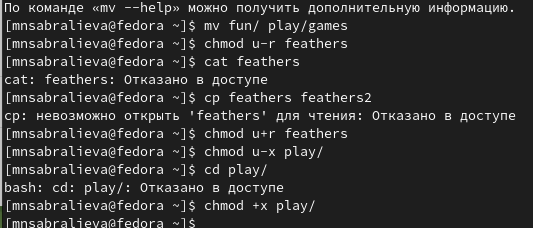 По команде «mv --help» можно получить дополнительную информацию.
[mnsabralieva@fedora ~]$ mv fun/ play/games
[mnsabralieva@fedora ~]$ chmod u-r feathers
[mnsabralieva@fedora ~]$ cat feathers
cat: feathers: Отказано в доступе
[mnsabralieva@fedora ~]$ cp feathers feathers2
cp: невозможно открыть 'feathers' для чтения: Отказано в доступе
[mnsabralieva@fedora ~]$ chmod u+r feathers
[mnsabralieva@fedora ~]$ chmod u-x play/
[mnsabralieva@fedora ~]$ cd play/
bash: cd: play/: Отказано в доступе
[mnsabralieva@fedora ~]$ chmod +x play/
[mnsabralieva@fedora ~]$